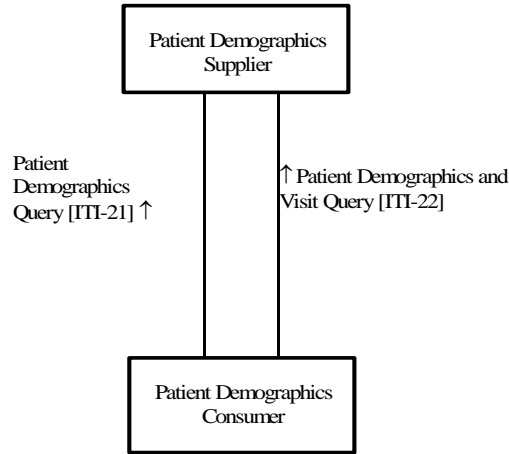 Patient Demographics
Supplier
Patient
Demographics
Query [ITI-21] ↑
↑ Patient Demographics and
Visit Query [ITI-22]
Patient Demographics
Consumer